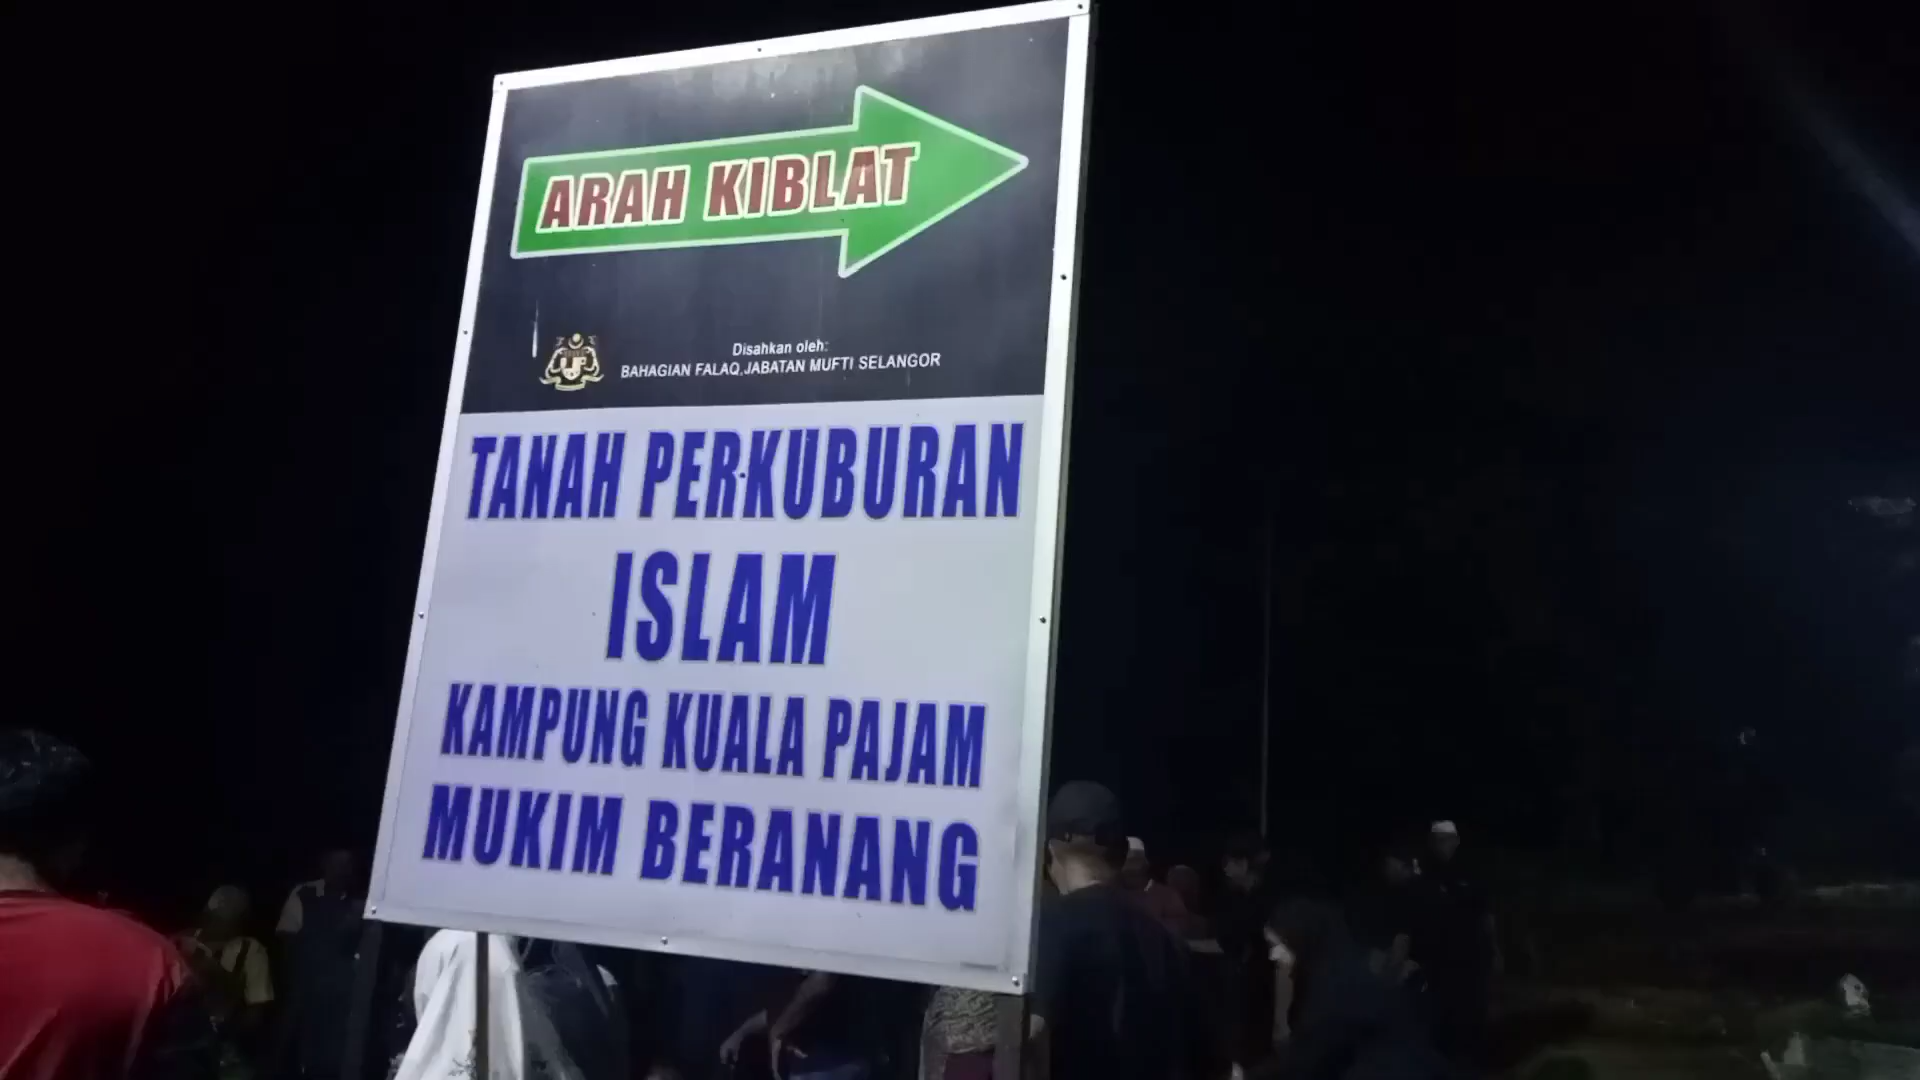 ARAH KIBLAT
Disahkan oleh:
BAHAGIAN FALAQ,JABATAN MUFTI SELANGOR
TANAH PERKUBURAN
ISLAM
KAMPUNG KUALA PAJAM
MUKIM BERANANG